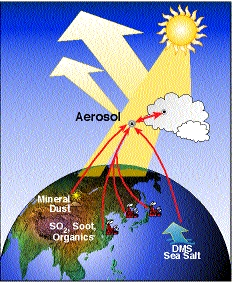 Aerosol
Mineral
Dust
SO₂, Soot,
Organics
DMS
Sea Salt